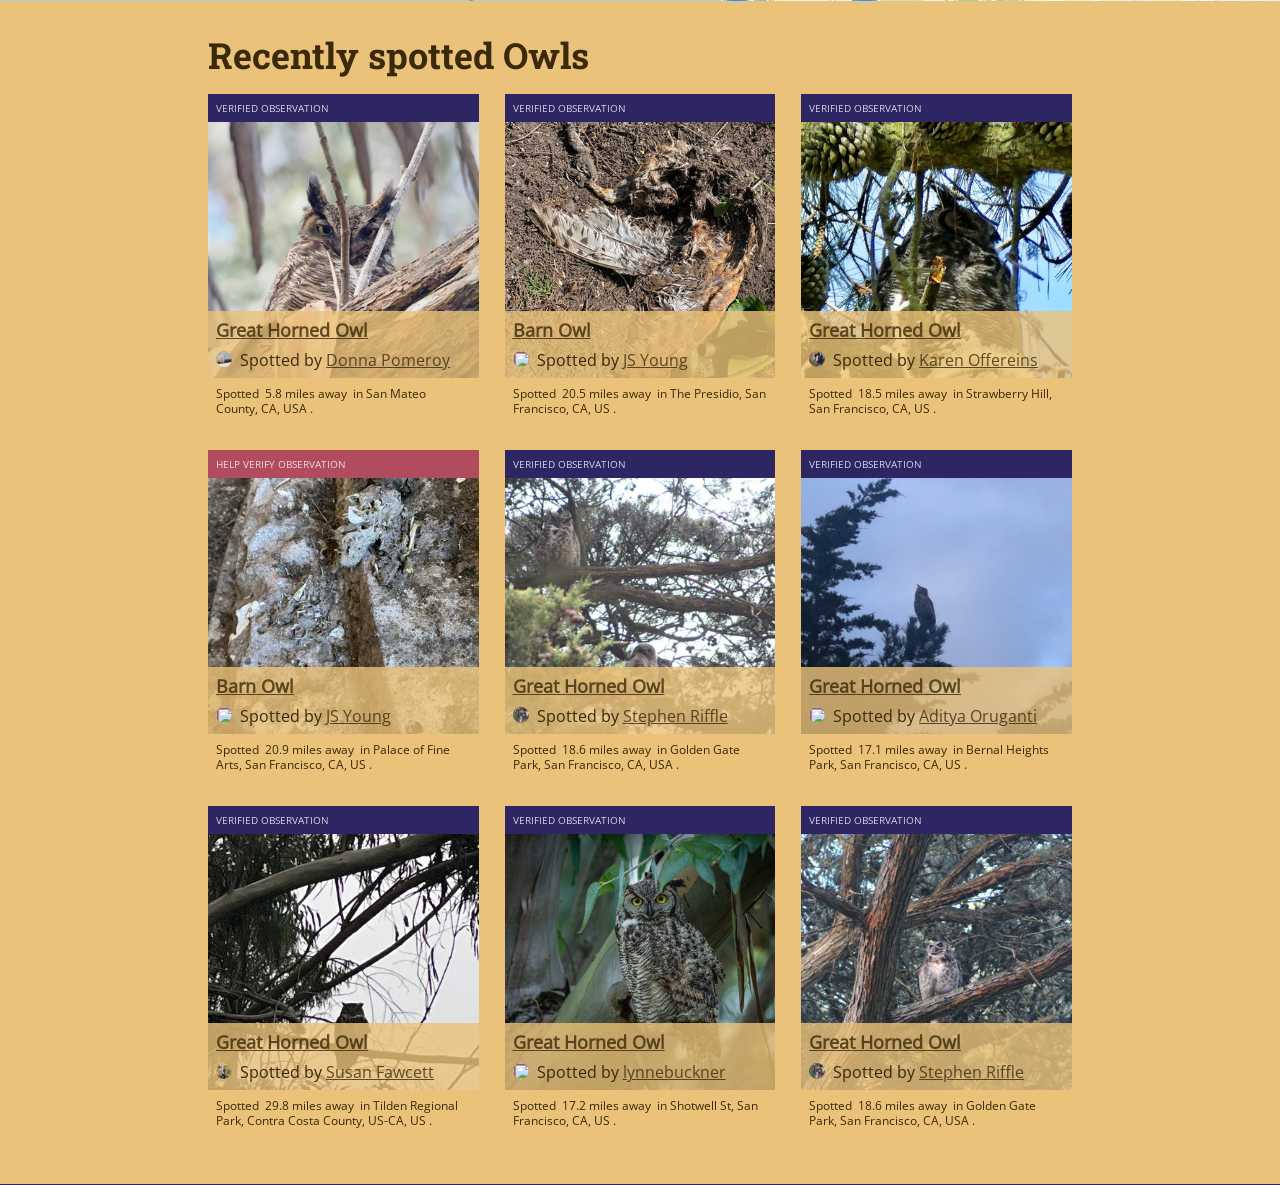 Recently spotted Owls
VERIFIED OBSERVATION
Great Horned Owl
Spotted by Donna Pomeroy
Spotted 5.8 miles away in San Mateo
County, CA, USA .
VERIFIED OBSERVATION
Barn Owl
Spotted by JS Young
Spotted 20.5 miles away in The Presidio, San
Francisco, CA, US .
VERIFIED OBSERVATION
Great Horned Owl
Spotted by Karen Offereins
Spotted 18.5 miles away in Strawberry Hill,
San Francisco, CA, US .
HELP VERIFY OBSERVATION
Barn Owl
Spotted by JS Young
Spotted 20.9 miles away in Palace of Fine
Arts, San Francisco, CA, US .
VERIFIED OBSERVATION
Great Horned Owl
Spotted by Stephen Riffle
Spotted 18.6 miles away in Golden Gate
Park, San Francisco, CA, USA .
VERIFIED OBSERVATION
Great Horned Owl
Spotted by Aditya Oruganti
Spotted 17.1 miles away in Bernal Heights
Park, San Francisco, CA, US .
VERIFIED OBSERVATION
Great Horned Owl
Spotted by Susan Fawcett
Spotted 29.8 miles away in Tilden Regional
Park, Contra Costa County, US-CA, US .
VERIFIED OBSERVATION
Great Horned Owl
Spotted by lynnebuckner
Spotted 17.2 miles away in Shotwell St, San
Francisco, CA, US .
VERIFIED OBSERVATION
Great Horned Owl
Spotted by Stephen Riffle
Spotted 18.6 miles away in Golden Gate
Park, San Francisco, CA, USA .